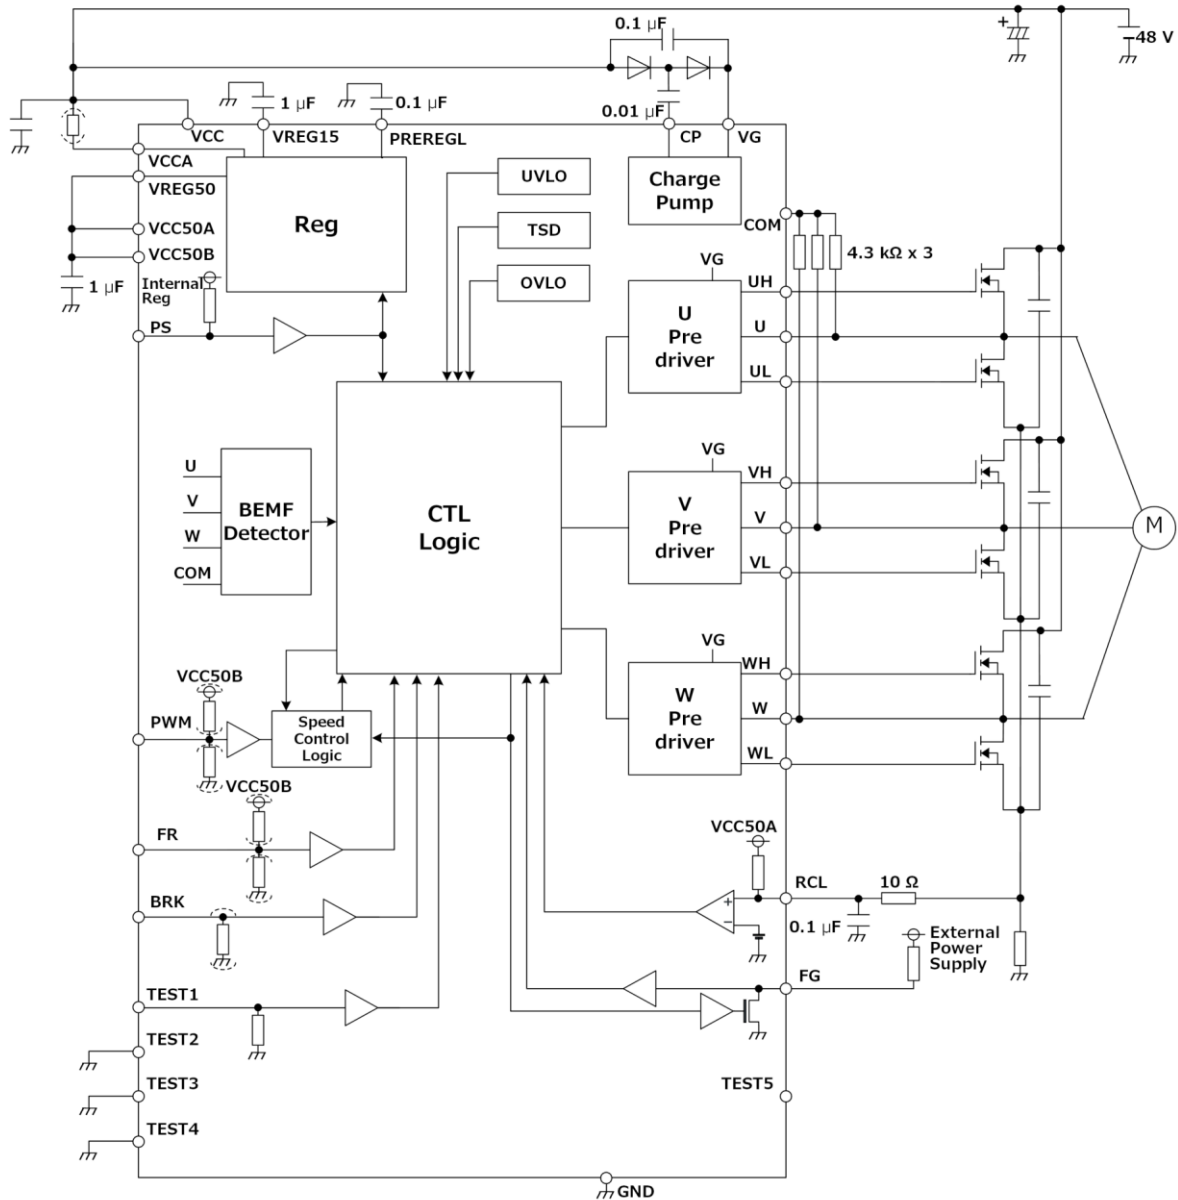 0.1 μF
+
48 V
1 μF
0.1 μF
0.01 μF
VCC
VREG15
PREREGL
CP
VG
VCCA
VREG50
VCC50A
VCC50B
1 μF
Internal
Reg
PS
Reg
UVLO
TSD
OVLO
Charge
Pump
COM
4.3 kΩ x 3
VG
U
Pre
driver
UH
U
UL
U
V
W
COM
BEMF
Detector
CTL
Logic
VG
V
Pre
driver
VH
V
VL
M
VG
W
Pre
driver
WH
W
WL
VCC50B
PWM
Speed
Control
Logic
VCC50B
FR
BRK
VCC50A
+
−
RCL
10 Ω
0.1 μF
External
Power
Supply
FG
TEST1
TEST2
TEST3
TEST4
TEST5
GND